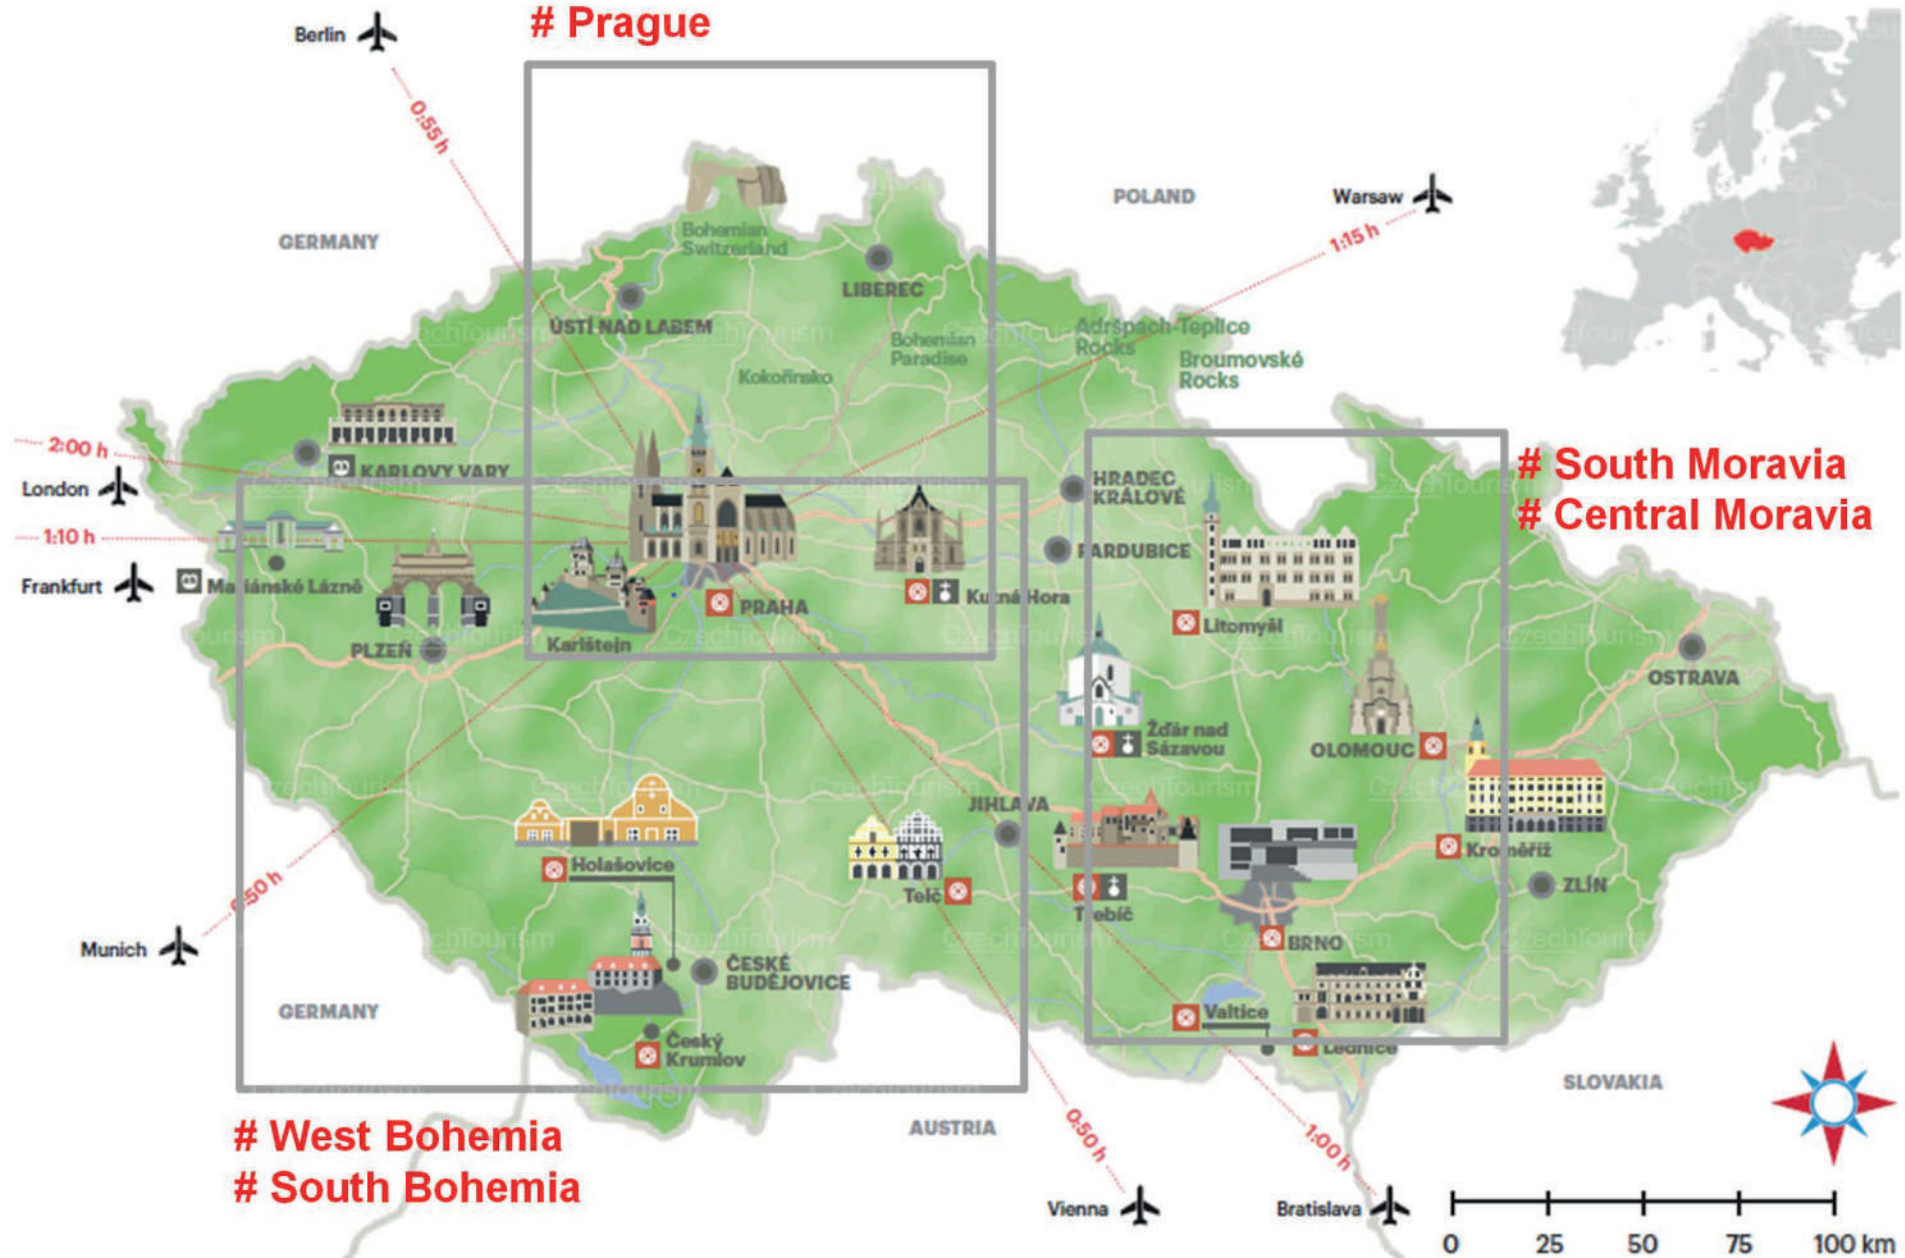 # Prague
Berlin
0:55 h
POLAND
Warsaw
1:15 h
GERMANY
Bohemian
Switzerland
LIBEREC
ÚSTÍ NAD LABEM
Bohemian
Paradise
Kokořínsko
Adršpach-Teplice
Rocks
Broumovské
Rocks
2:00 h
London
KARLOVY VARY
1:10 h
Frankfurt
Mariánské Lázně
PLZEŇ
Karlštejn
PRAHA
Kutná Hora
HRADEC
KRÁLOVÉ
PARDUBICE
# South Moravia
# Central Moravia
Litomyšl
Žďár nad
Sázavou
OLOMOUC
OSTRAVA
JIHLAVA
Holašovice
Telč
Třebíč
Kroměříž
ZLÍN
BRNO
0:50 h
Munich
ČESKÉ
BUDĚJOVICE
Český
Krumlov
Valtice
Lednice
GERMANY
SLOVAKIA
AUSTRIA
# West Bohemia
# South Bohemia
0:50 h
Vienna
1:00 h
Bratislava
0 25 50 75 100 km
CzechTourism